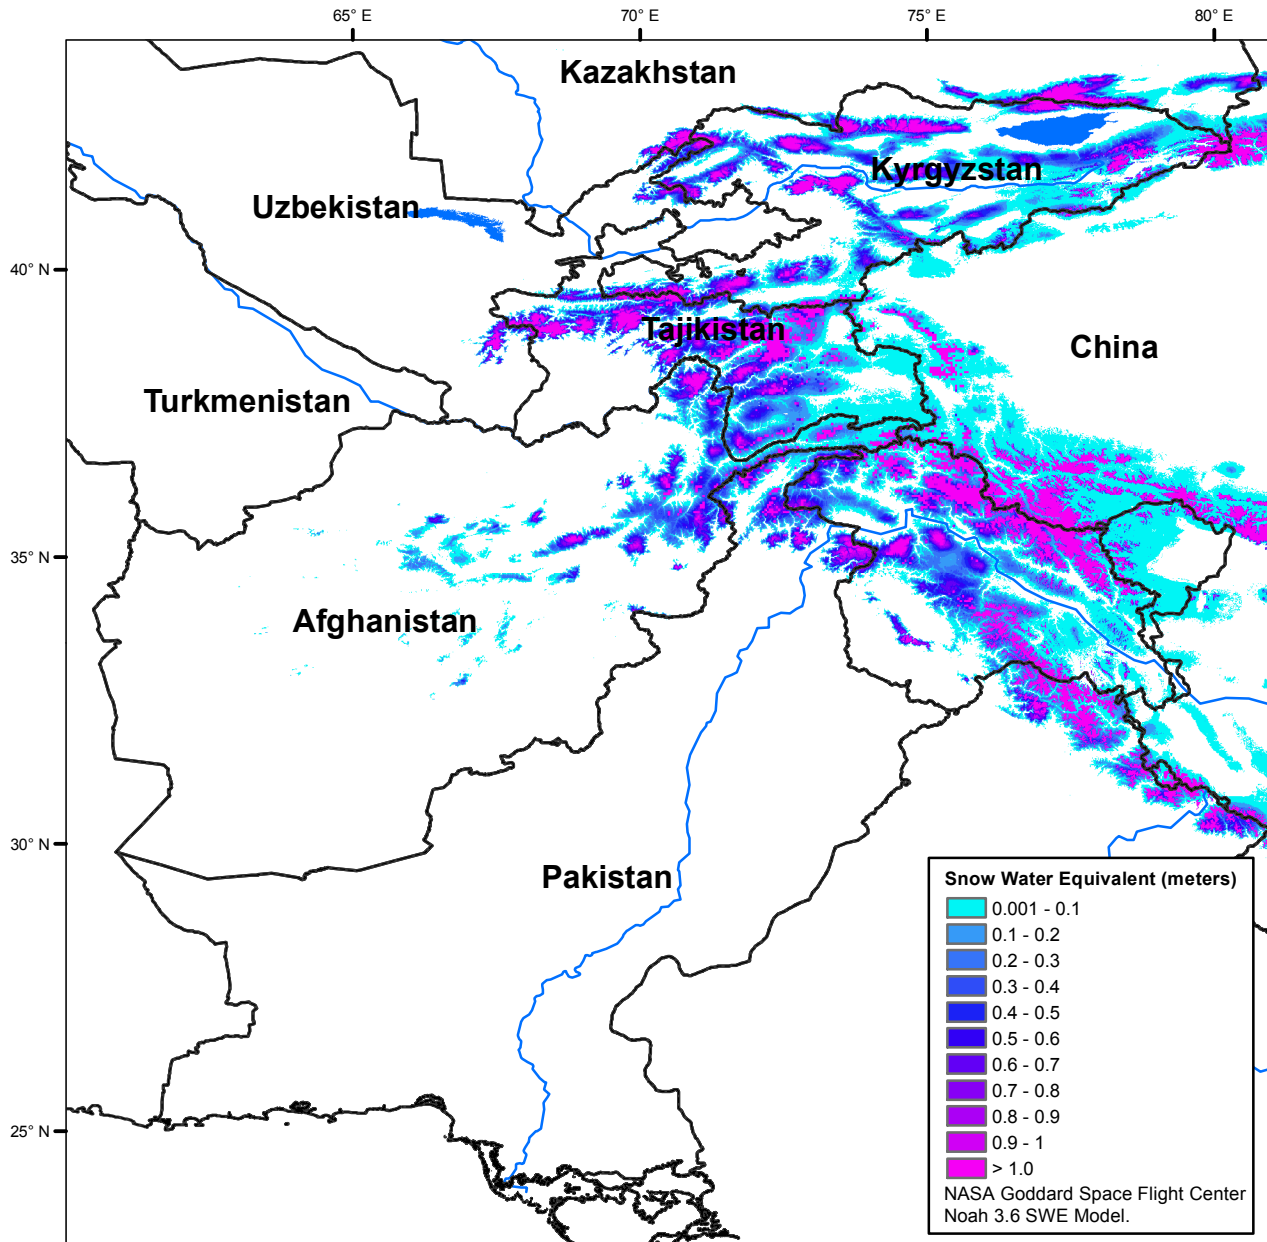 65° E
70° E
75° E
80° E
Kazakhstan
Kyrgyzstan
Uzbekistan
40° N
Tajikistan
China
Turkmenistan
35° N
Afghanistan
30° N
Pakistan
25° N
Snow Water Equivalent (meters)
0.001 - 0.1
0.1 - 0.2
0.2 - 0.3
0.3 - 0.4
0.4 - 0.5
0.5 - 0.6
0.6 - 0.7
0.7 - 0.8
0.8 - 0.9
0.9 - 1
> 1.0
NASA Goddard Space Flight Center
Noah 3.6 SWE Model.